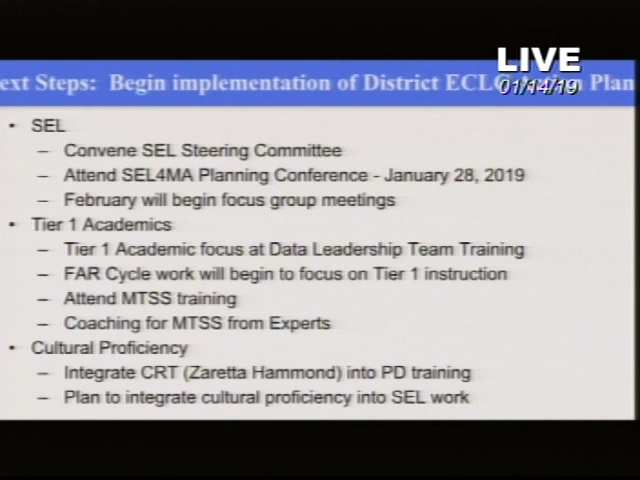 LIVE
01/14/19
ext Steps: Begin implementation of District Plan
• SEL
– Convene SEL Steering Committee
– Attend SEL4MA Planning Conference - January 28, 2019
– February will begin focus group meetings
• Tier 1 Academics
– Tier 1 Academic focus at Data Leadership Team Training
– FAR Cycle work will begin to focus on Tier 1 instruction
– Attend MTSS training
– Coaching for MTSS from Experts
• Cultural Proficiency
– Integrate CRT (Zaretta Hammond) into PD training
– Plan to integrate cultural proficiency into SEL work